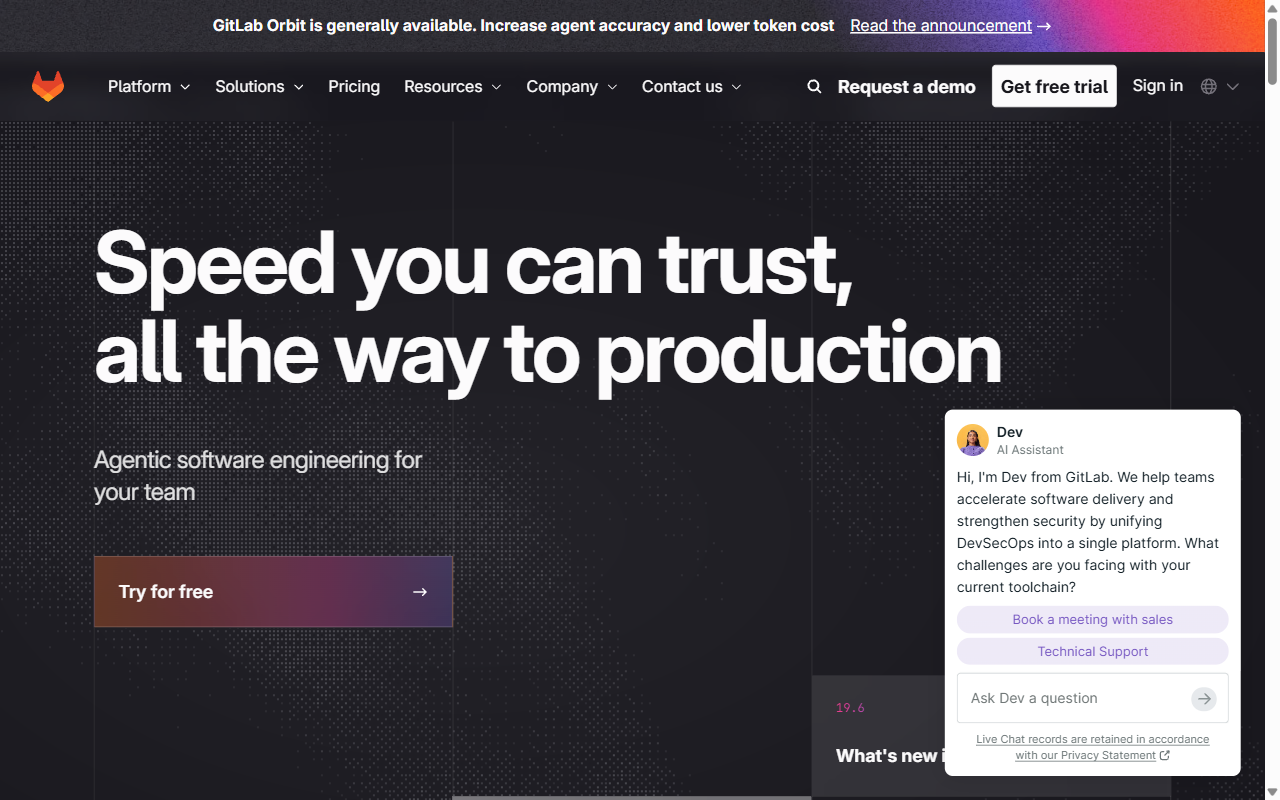 GitLab Orbit is generally available. Increase agent accuracy and lower token cost Read the announcement →
Platform Solutions Pricing Resources Company Contact us Request a demo Get free trial Sign in
Speed you can trust,
all the way to production
Agentic software engineering for
your team
Try for free →
19.6
What's new i
Dev
AI Assistant
Hi, I'm Dev from GitLab. We help teams
accelerate software delivery and
strengthen security by unifying
DevSecOps into a single platform. What
challenges are you facing with your
current toolchain?
Book a meeting with sales
Technical Support
Ask Dev a question
Live Chat records are retained in accordance
with our Privacy Statement